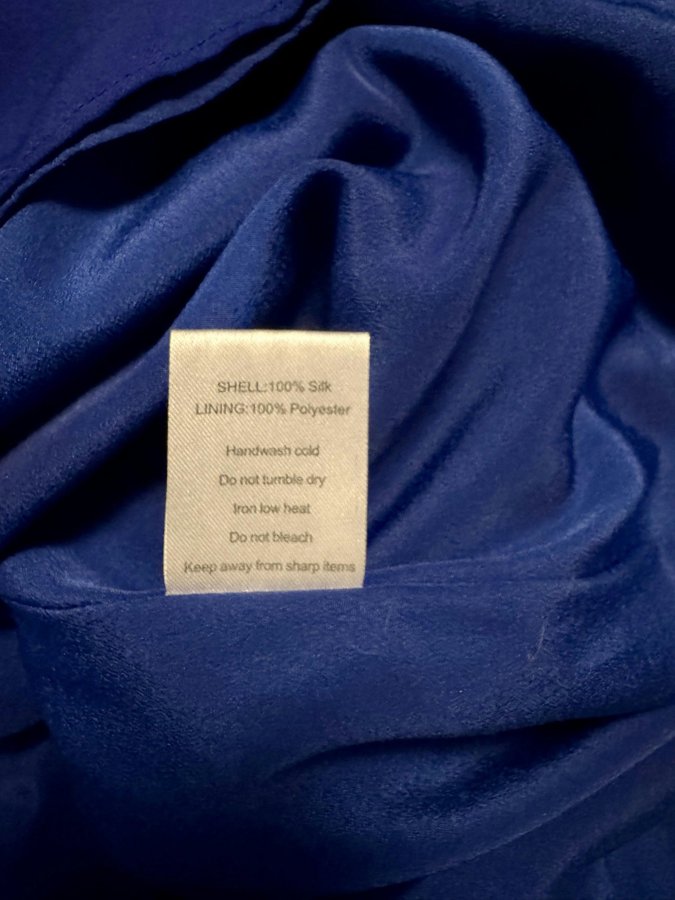 SHELL:100% Silk
LINING:100% Polyester
Handwash cold
Do not tumble dry
Iron low heat
Do not bleach
Keep away from sharp items